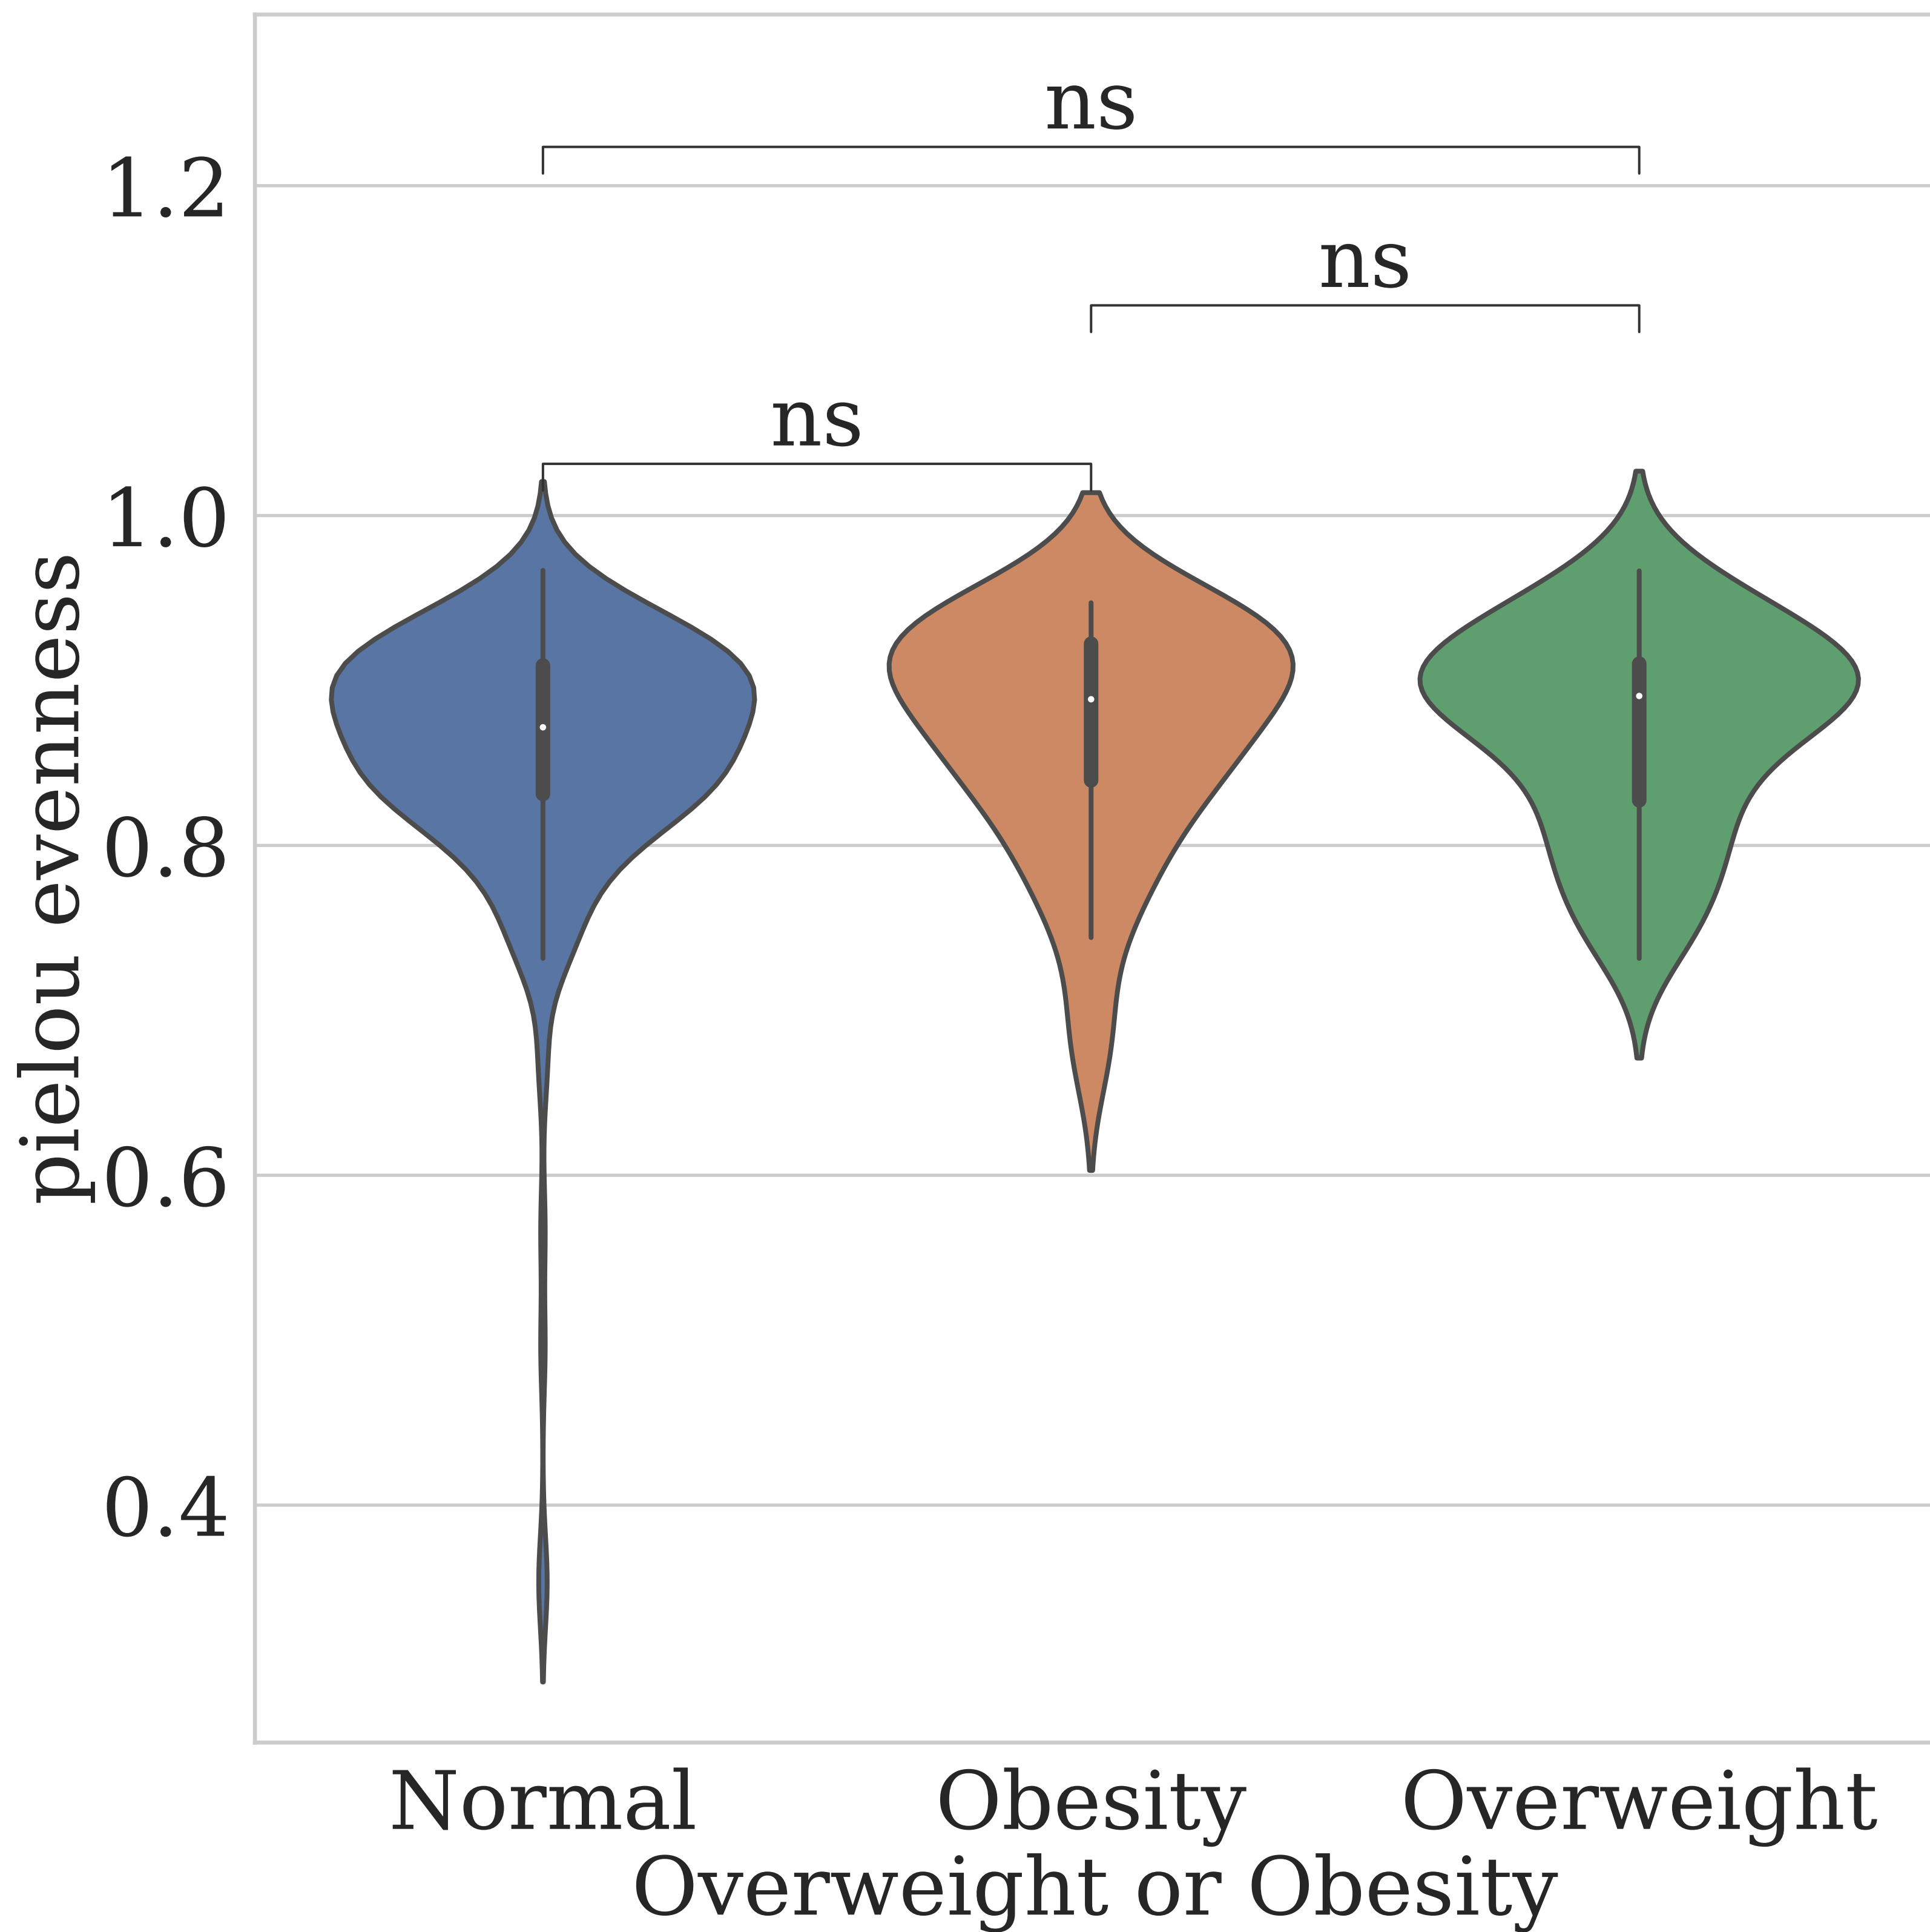 ns
1.2
ns
ns
1.0
0.8
0.6
0.4
pielou evenness
Normal Obesity Overweight
Overweight or Obesity